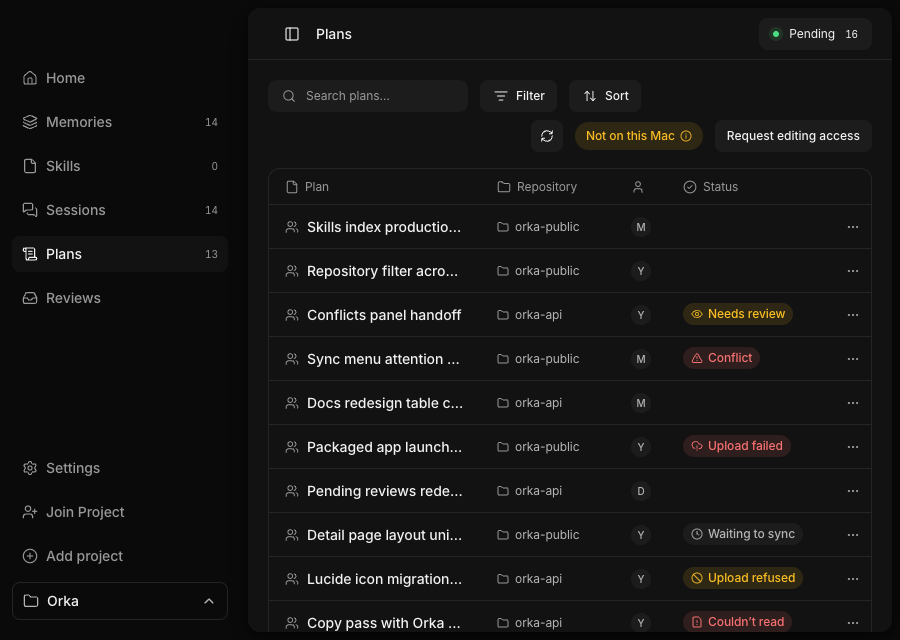 Plans
Pending 16
Home
Memories 14
Skills 0
Sessions 14
Plans 13
Reviews
Settings
Join Project
Add project
Orka
Search plans...
Filter
Sort
Not on this Mac
Request editing access
Plan Repository Status
Skills index productio... orka-public M
Repository filter acro... orka-public Y
Conflicts panel handoff orka-api Y Needs review
Sync menu attention ... orka-public M Conflict
Docs redesign table c... orka-api M
Packaged app launch... orka-public Y Upload failed
Pending reviews rede... orka-api D
Detail page layout uni... orka-public Y Waiting to sync
Lucide icon migration... orka-api Y Upload refused
Copy pass with Orka ... orka-api Y Couldn't read